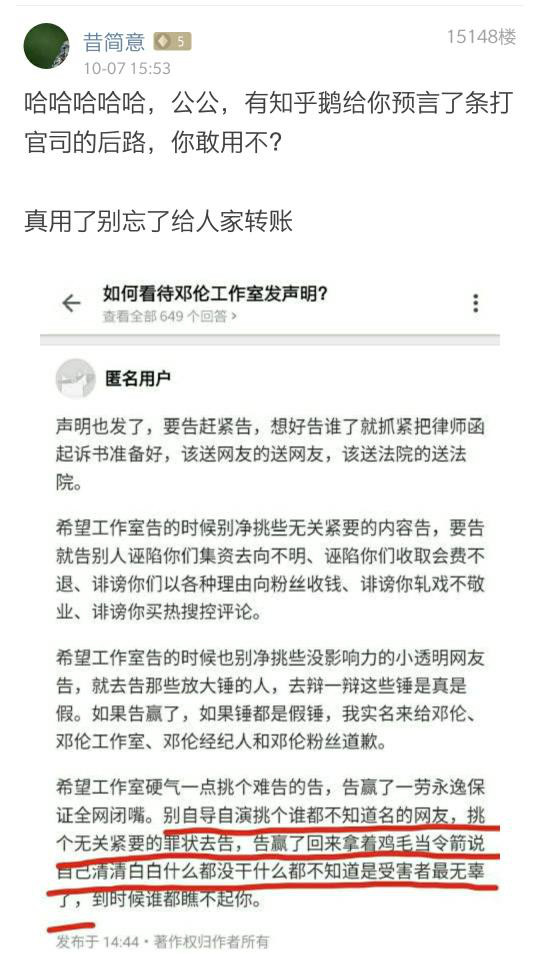 昔简意 5
15148楼
10-07 15:53
哈哈哈哈哈，公公，有知乎鹅给你预言了条打
官司的后路，你敢用不？
真用了别忘了给人家转账
如何看待邓伦工作室发声明？
查看全部 649 个回答 >
匿名用户
声明也发了，要告赶紧告，想好告谁了就抓紧把律师函
起诉书准备好，该送网友的送网友，该送法院的送法
院。
希望工作室告的时候别净挑些无关紧要的内容告，要告
就告别人诬陷你们集资去向不明、诬陷你们收取会费不
退、诽谤你们以各种理由向粉丝收钱、诽谤你轧戏不敬
业、诽谤你买热搜控评论。
希望工作室告的时候也别净挑些没影响力的小透明网友
告，就去告那些放大锤的人，去辩一辩这些锤是真是
假。如果告赢了，如果锤都是假锤，我实名来给邓伦、
邓伦工作室、邓伦经纪人和邓伦粉丝道歉。
希望工作室硬气一点挑个难告的告，告赢了一劳永逸保
证全网闭嘴。别自导自演挑个谁都不知道名的网友，挑
个无关紧要的罪状去告，告赢了回来拿着鸡毛当令箭说
自己清清白白什么都没干什么都不知道是受害者最无辜
了，到时候谁都瞧不起你。
发布于 14:44 · 著作权归作者所有